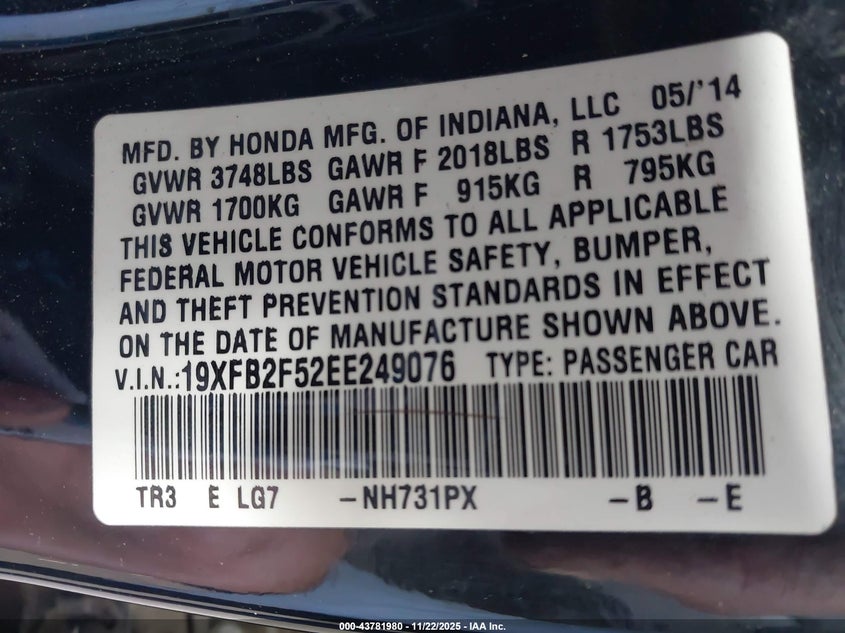 MFD. BY HONDA MFG. OF INDIANA, LLC 05/'14
GVWR 3748LBS GAWR F 2018LBS R 1753LBS
GVWR 1700KG GAWR F 915KG R 795KG
THIS VEHICLE CONFORMS TO ALL APPLICABLE
FEDERAL MOTOR VEHICLE SAFETY, BUMPER,
AND THEFT PREVENTION STANDARDS IN EFFECT
ON THE DATE OF MANUFACTURE SHOWN ABOVE.
V.I.N.:19XFB2F52EE249076 TYPE: PASSENGER CAR
TR3 E LG7 -NH731PX -B -E
000-43781980 - 11/22/2025 - IAA Inc.